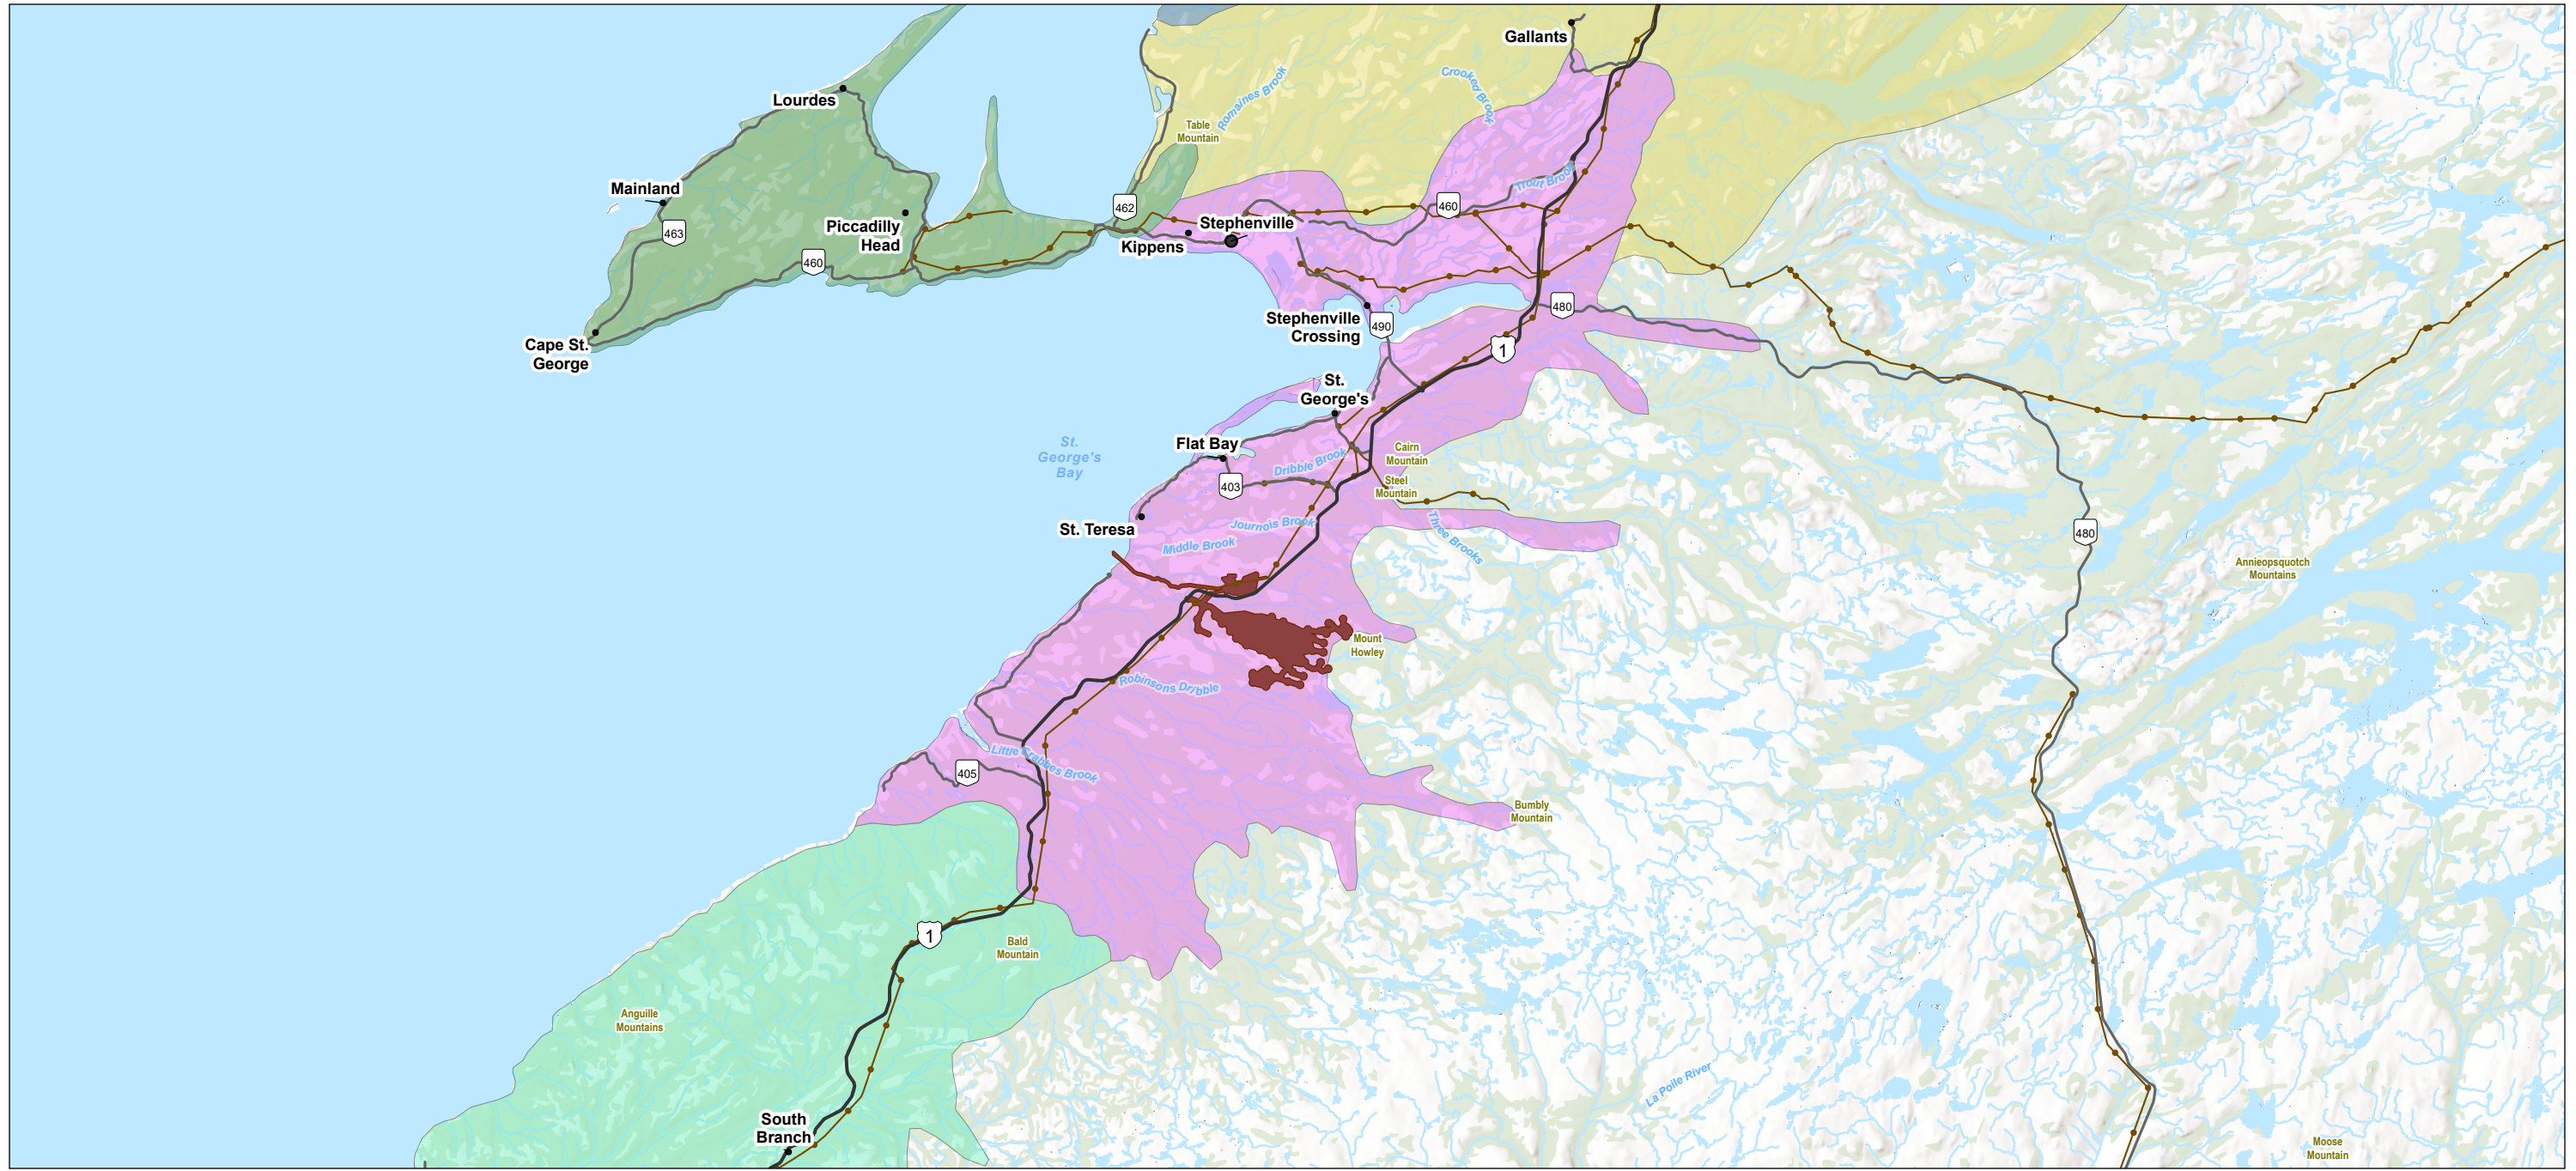 Gallants
Crooked Brook
Romaines Brook
Lourdes
Table
Mountain
Trout Brook
Mainland
462
460
Piccadilly
Head
463
Stephenville
Kippens
460
480
Stephenville
Crossing
490
Cape St.
George
1
St.
George's
St.
George's
Bay
Flat Bay
Cairn
Mountain
Dribble Brook
Steel
Mountain
403
Journois Brook
St. Teresa
Middle Brook
Three Brooks
480
Annieopsquotch
Mountains
Mount
Howley
Robinsons Dribble
Little Crabbes Brook
405
Bumbly
Mountain
1
Bald
Mountain
Anguille
Mountains
La Poile River
South
Branch
Moose
Mountain